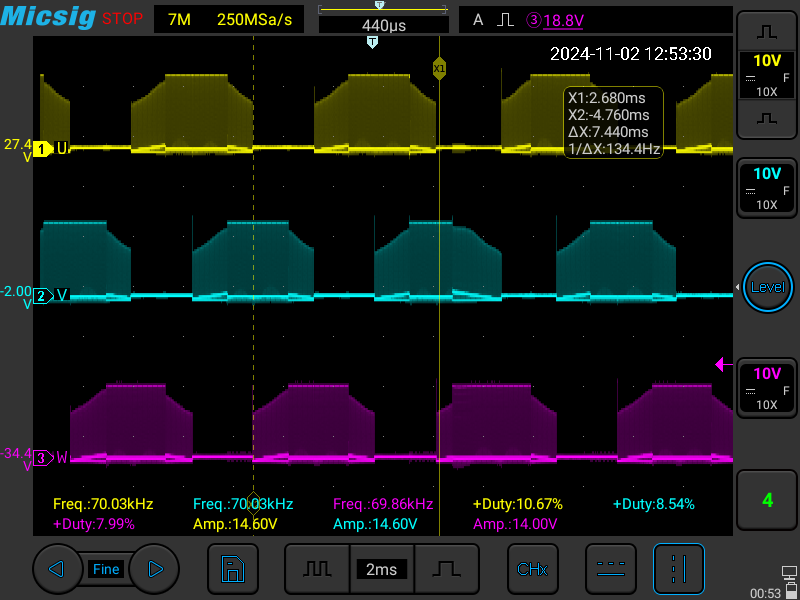 Micsig STOP 7M 250MSa/s 440µs A 3 18.8V
T
T
2024-11-02 12:53:30
X1
X1:2.680ms
X2:-4.760ms
ΔX:7.440ms
1/ΔX:134.4Hz
27.4 V 1 U
-2.00 V 2 V
-34.4 V 3 W
Freq.:70.03kHz Freq.:70.03kHz Freq.:69.86kHz +Duty:10.67% +Duty:8.54%
+Duty:7.99% Amp.:14.60V Amp.:14.60V Amp.:14.00V
10V
F
10X
10V
F
10X
Level
10V
F
10X
4
Fine 2ms CHx
00:53